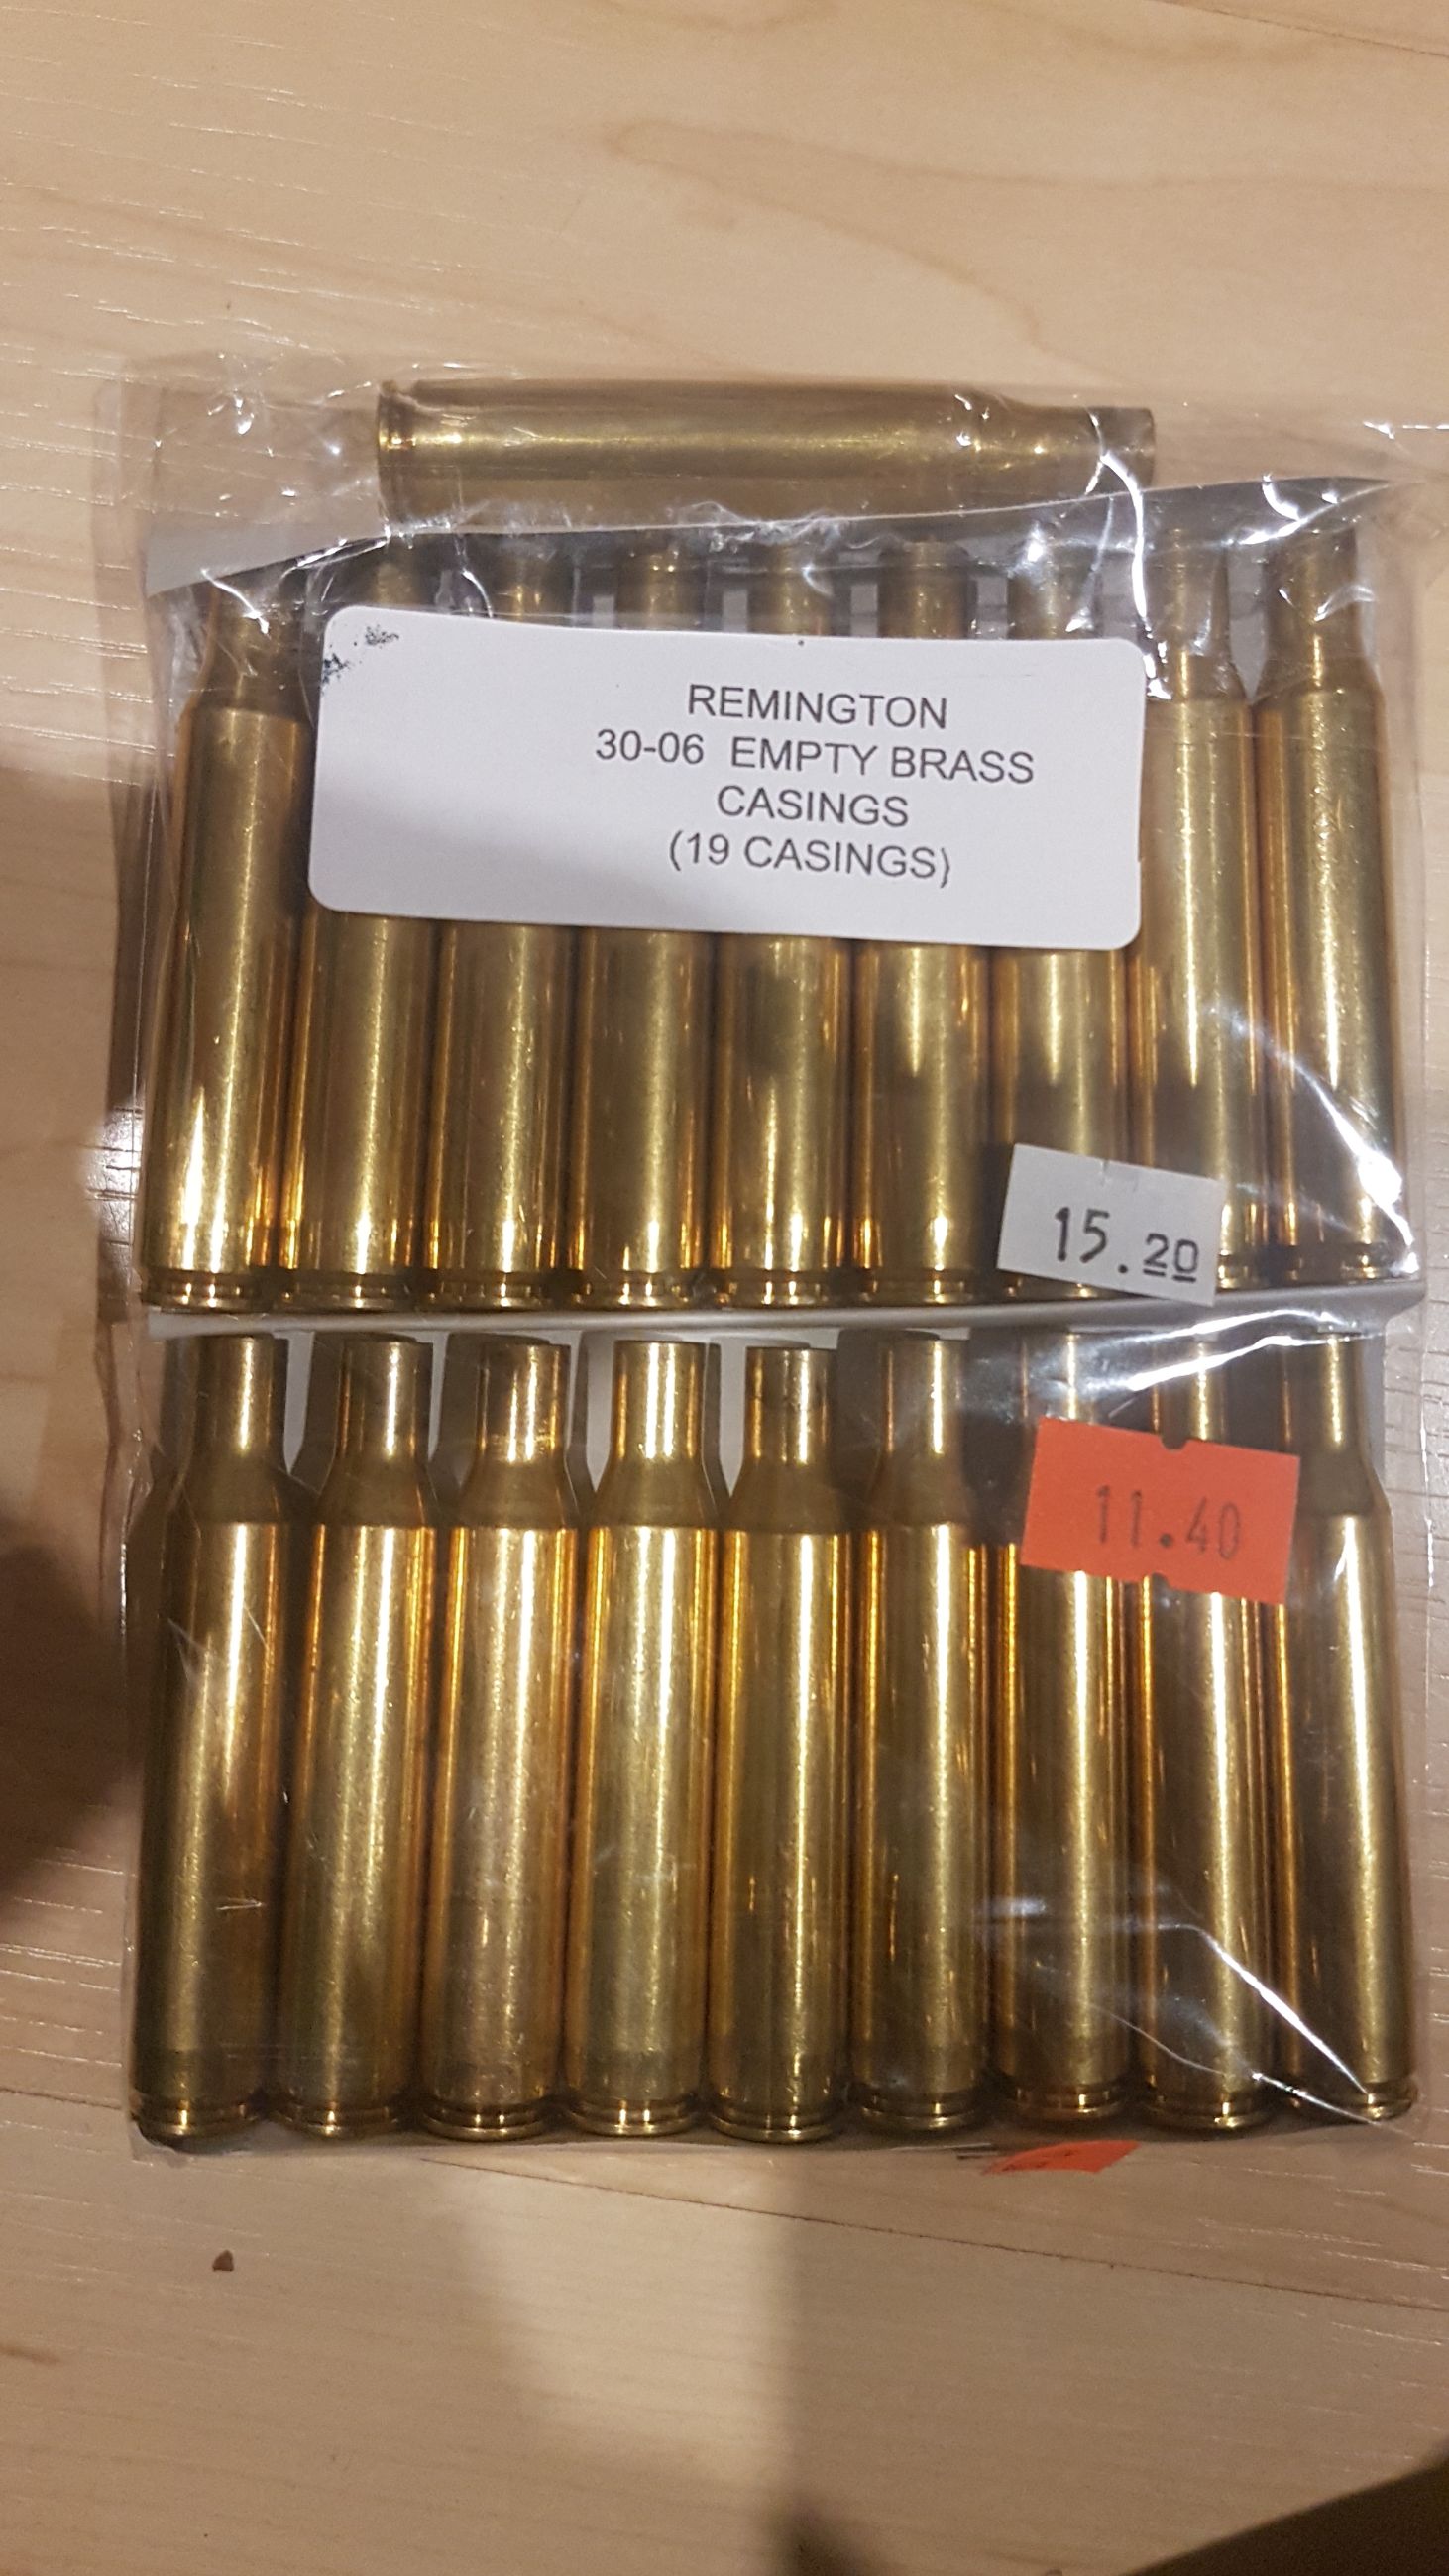 REMINGTON
30-06 EMPTY BRASS
CASINGS
(19 CASINGS)
15.20
11.40